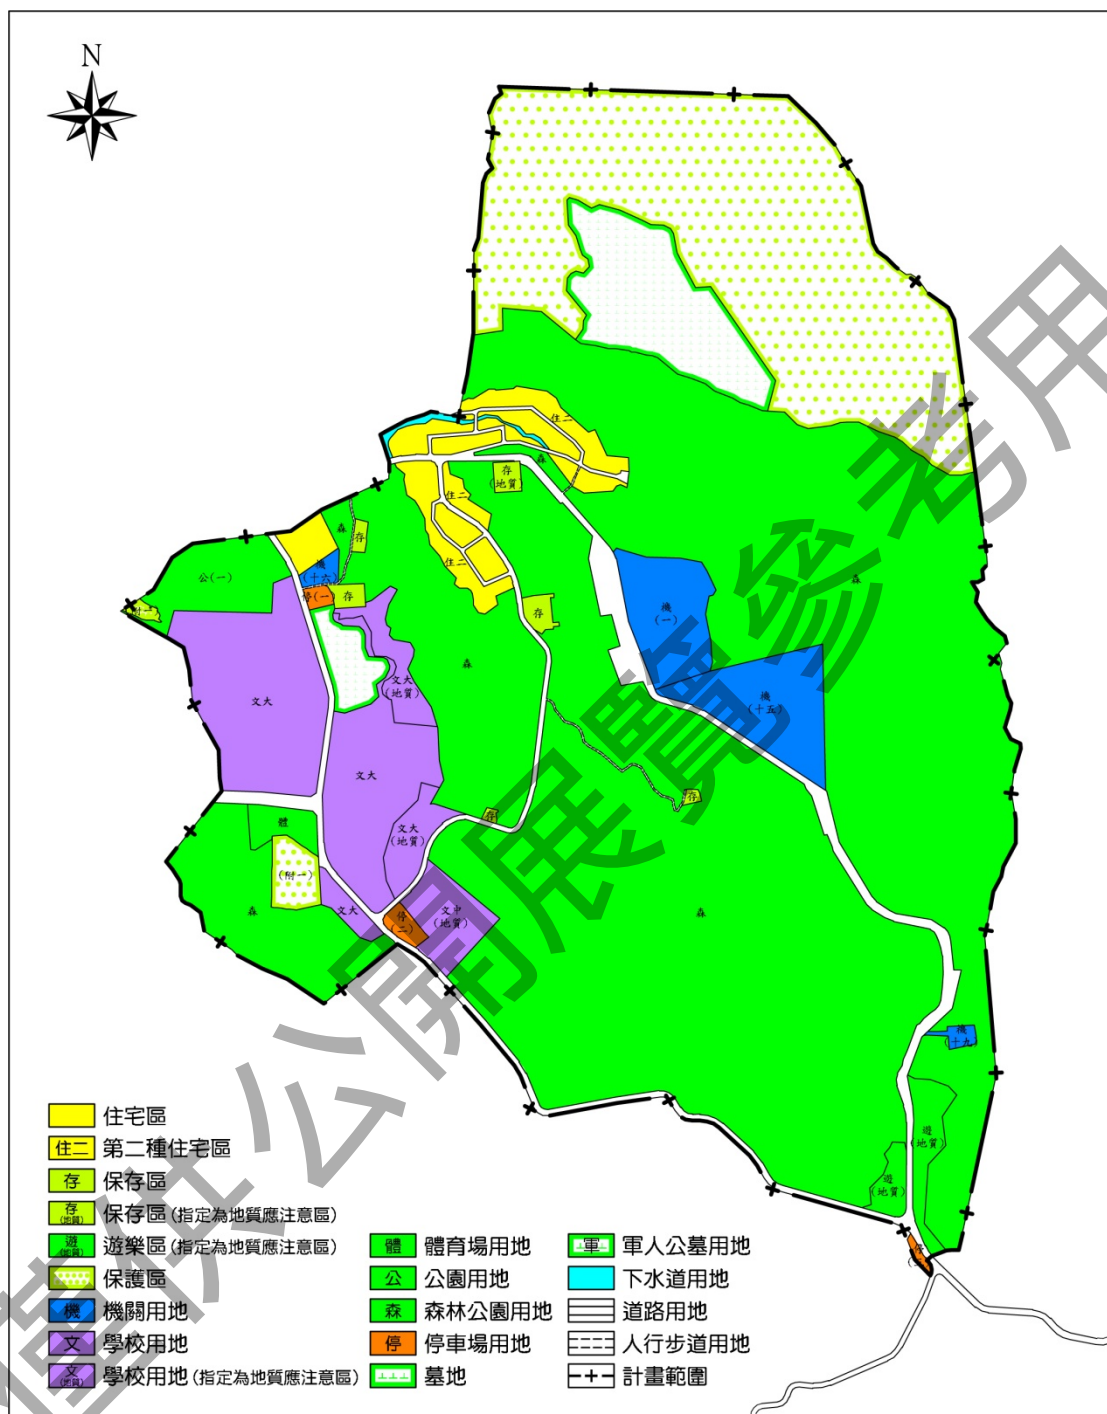 N
住二
森
存
(地質)
住二
森
存
機
(十六)
住二
公(一)
森
附一
停(一)
存
存
機
(一)
森
文大
(地質)
機
(十五)
文大
文大
存
存
體
文大
(地質)
(附一)
文大
停
(二)
文中
(地質)
森
森
機
(十九)
遊
(地質)
遊
(地質)
停
住宅區
住二 第二種住宅區
存 保存區
存(地質) 保存區(指定為地質應注意區)
遊(地質) 遊樂區(指定為地質應注意區)
保護區
機 機關用地
文 學校用地
文(地質) 學校用地(指定為地質應注意區)
體 體育場用地
公 公園用地
森 森林公園用地
停 停車場用地
墓地
軍 軍人公墓用地
下水道用地
道路用地
人行步道用地
計畫範圍
僅供公開展覽參考用